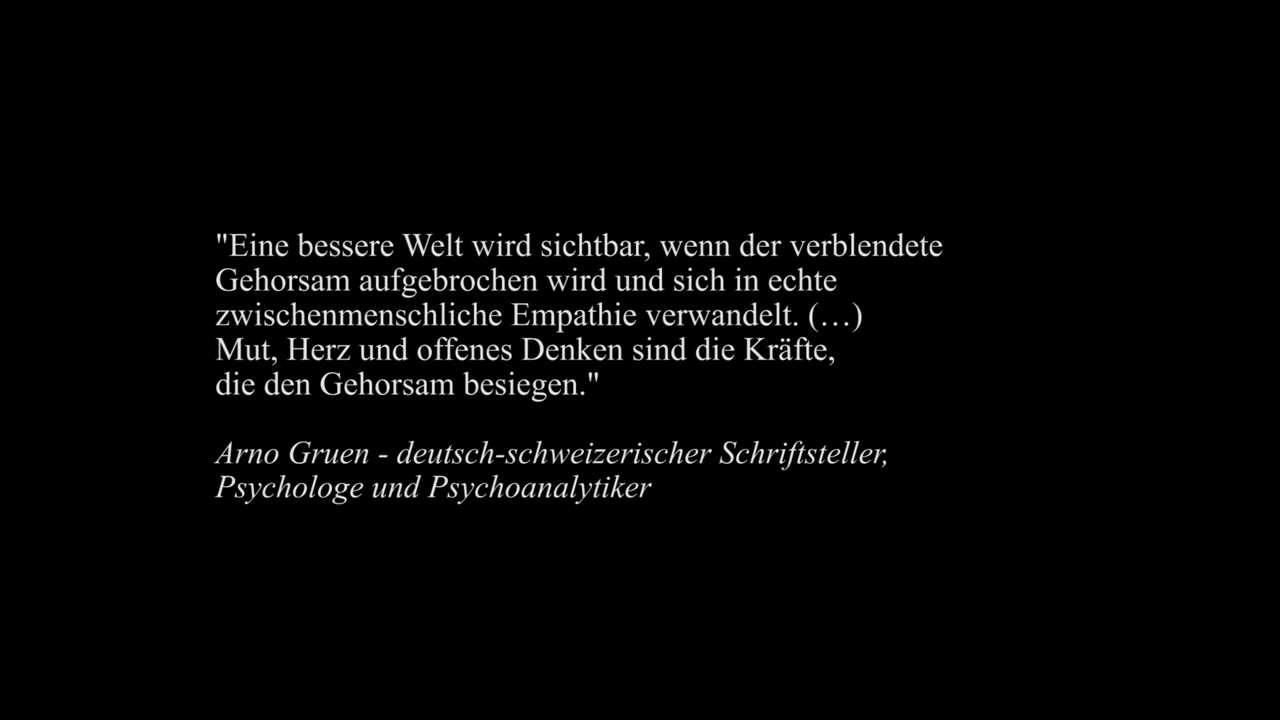 "Eine bessere Welt wird sichtbar, wenn der verblendete
Gehorsam aufgebrochen wird und sich in echte
zwischenmenschliche Empathie verwandelt. (…)
Mut, Herz und offenes Denken sind die Kräfte,
die den Gehorsam besiegen."
Arno Gruen - deutsch-schweizerischer Schriftsteller,
Psychologe und Psychoanalytiker